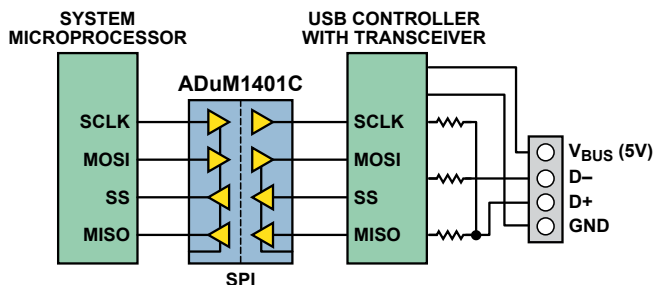 SYSTEM
MICROPROCESSOR
USB CONTROLLER
WITH TRANSCEIVER
ADuM1401C
SCLK
MOSI
SS
MISO
SCLK
MOSI
SS
MISO
VBUS (5V)
D–
D+
GND
SPI